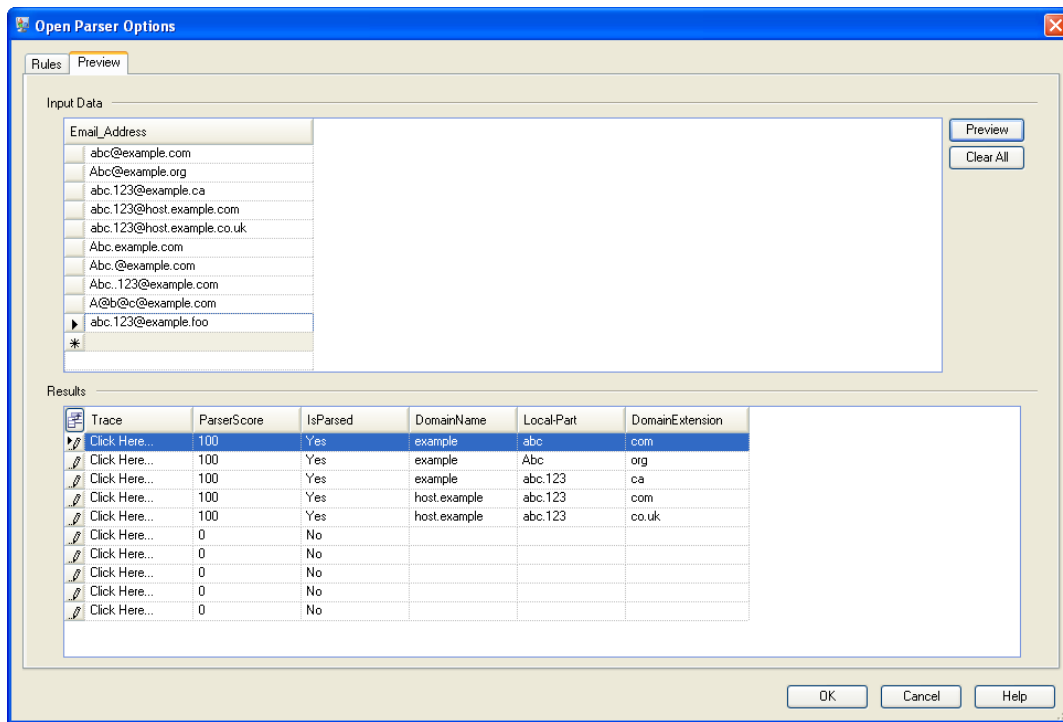 Open Parser Options
Rules Preview
Input Data
Email_Address
Preview
abc@example.com
Clear All
Abc@example.org
abc.123@example.ca
abc.123@host.example.com
abc.123@host.example.co.uk
Abc.example.com
Abc.@example.com
Abc..123@example.com
A@b@c@example.com
abc.123@example.foo
Results
Trace ParserScore IsParsed DomainName Local-Part DomainExtension
Click Here... 100 Yes example abc com
Click Here... 100 Yes example Abc org
Click Here... 100 Yes example abc.123 ca
Click Here... 100 Yes host.example abc.123 com
Click Here... 100 Yes host.example abc.123 co.uk
Click Here... 0 No
Click Here... 0 No
Click Here... 0 No
Click Here... 0 No
Click Here... 0 No
OK Cancel Help